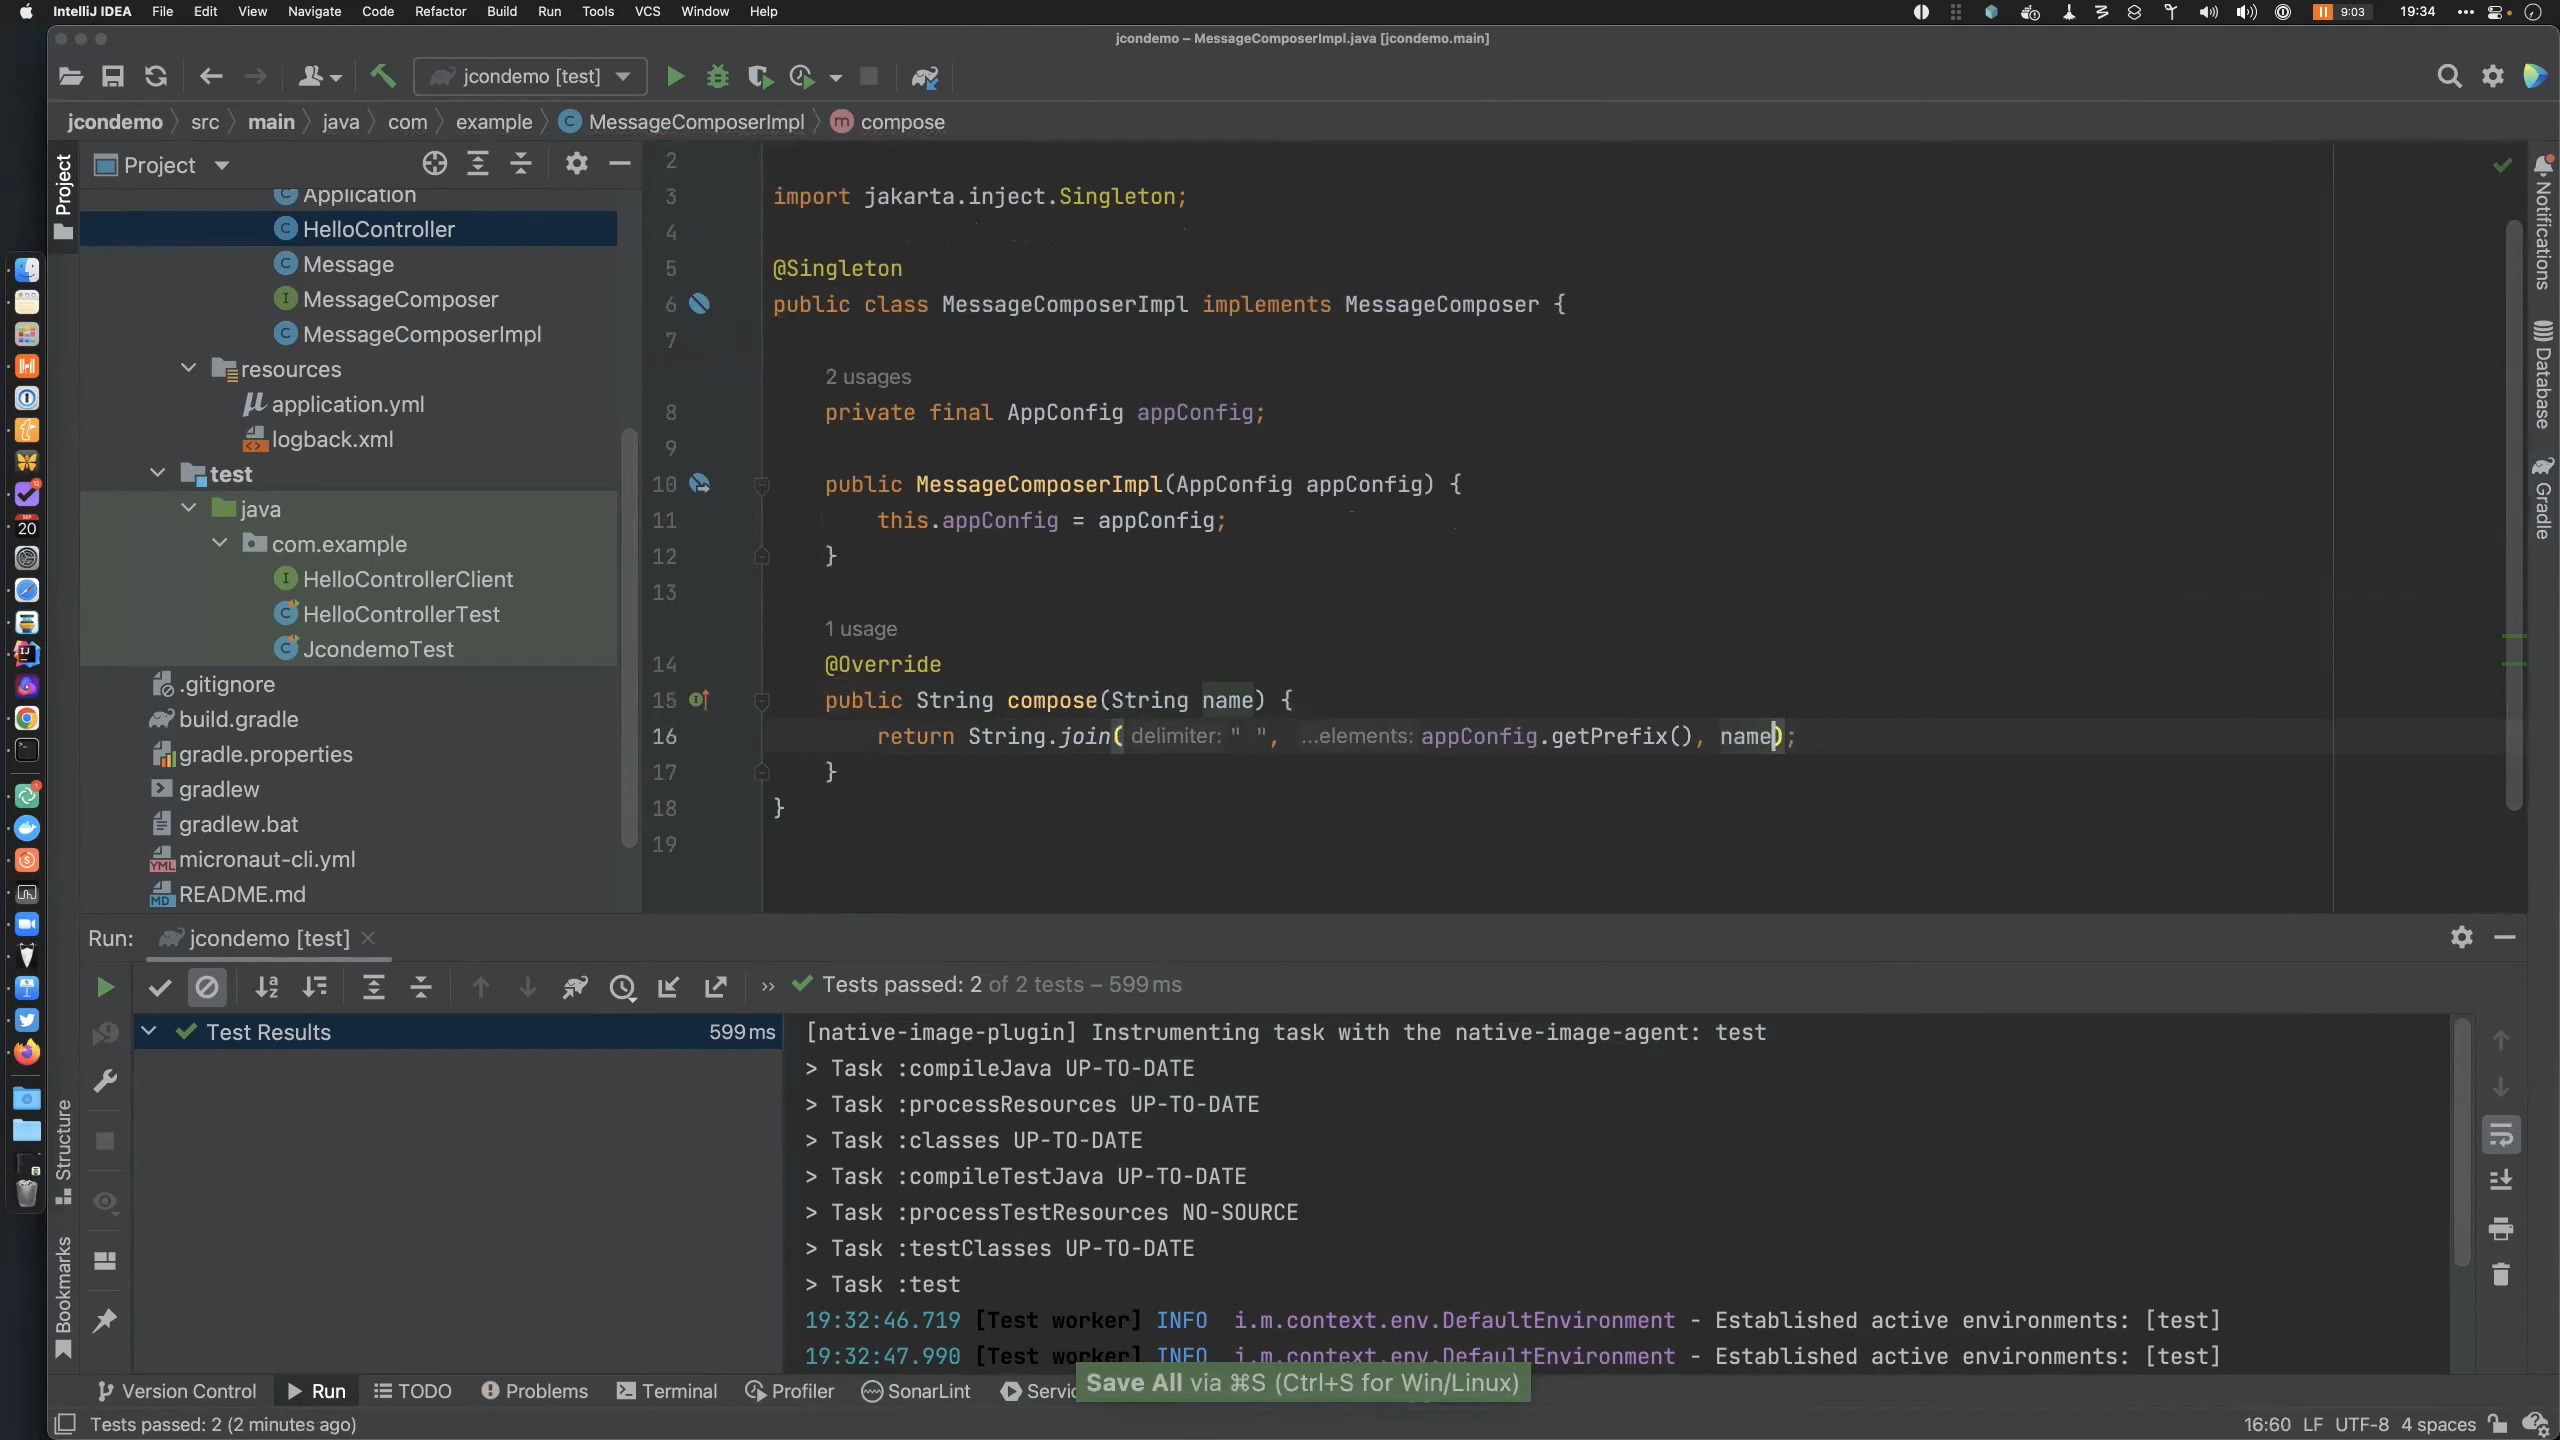 IntelliJ IDEA File Edit View Navigate Code Refactor Build Run Tools VCS Window Help 9:03 19:34
jcondemo – MessageComposerImpl.java [jcondemo.main]
jcondemo [test]
jcondemo src main java com example MessageComposerImpl compose
Project
Project
Application
HelloController
Message
MessageComposer
MessageComposerImpl
resources
application.yml
logback.xml
test
java
com.example
HelloControllerClient
HelloControllerTest
JcondemoTest
.gitignore
build.gradle
gradle.properties
gradlew
gradlew.bat
micronaut-cli.yml
README.md
2
3 import jakarta.inject.Singleton;
4
5 @Singleton
6 public class MessageComposerImpl implements MessageComposer {
7
2 usages
8 private final AppConfig appConfig;
9
10 public MessageComposerImpl(AppConfig appConfig) {
11 this.appConfig = appConfig;
12 }
13
1 usage
14 @Override
15 public String compose(String name) {
16 return String.join( delimiter: " ", ...elements: appConfig.getPrefix(), name);
17 }
18 }
19
Notifications
Database
Gradle
Run: jcondemo [test]
Tests passed: 2 of 2 tests – 599 ms
Test Results 599 ms
[native-image-plugin] Instrumenting task with the native-image-agent: test
> Task :compileJava UP-TO-DATE
> Task :processResources UP-TO-DATE
> Task :classes UP-TO-DATE
> Task :compileTestJava UP-TO-DATE
> Task :processTestResources NO-SOURCE
> Task :testClasses UP-TO-DATE
> Task :test
19:32:46.719 [Test worker] INFO i.m.context.env.DefaultEnvironment - Established active environments: [test]
19:32:47.990 [Test worker] INFO i.m.context.env.DefaultEnvironment - Established active environments: [test]
Structure
Bookmarks
Version Control Run TODO Problems Terminal Profiler SonarLint Servic
Save All via ⌘S (Ctrl+S for Win/Linux)
Tests passed: 2 (2 minutes ago) 16:60 LF UTF-8 4 spaces